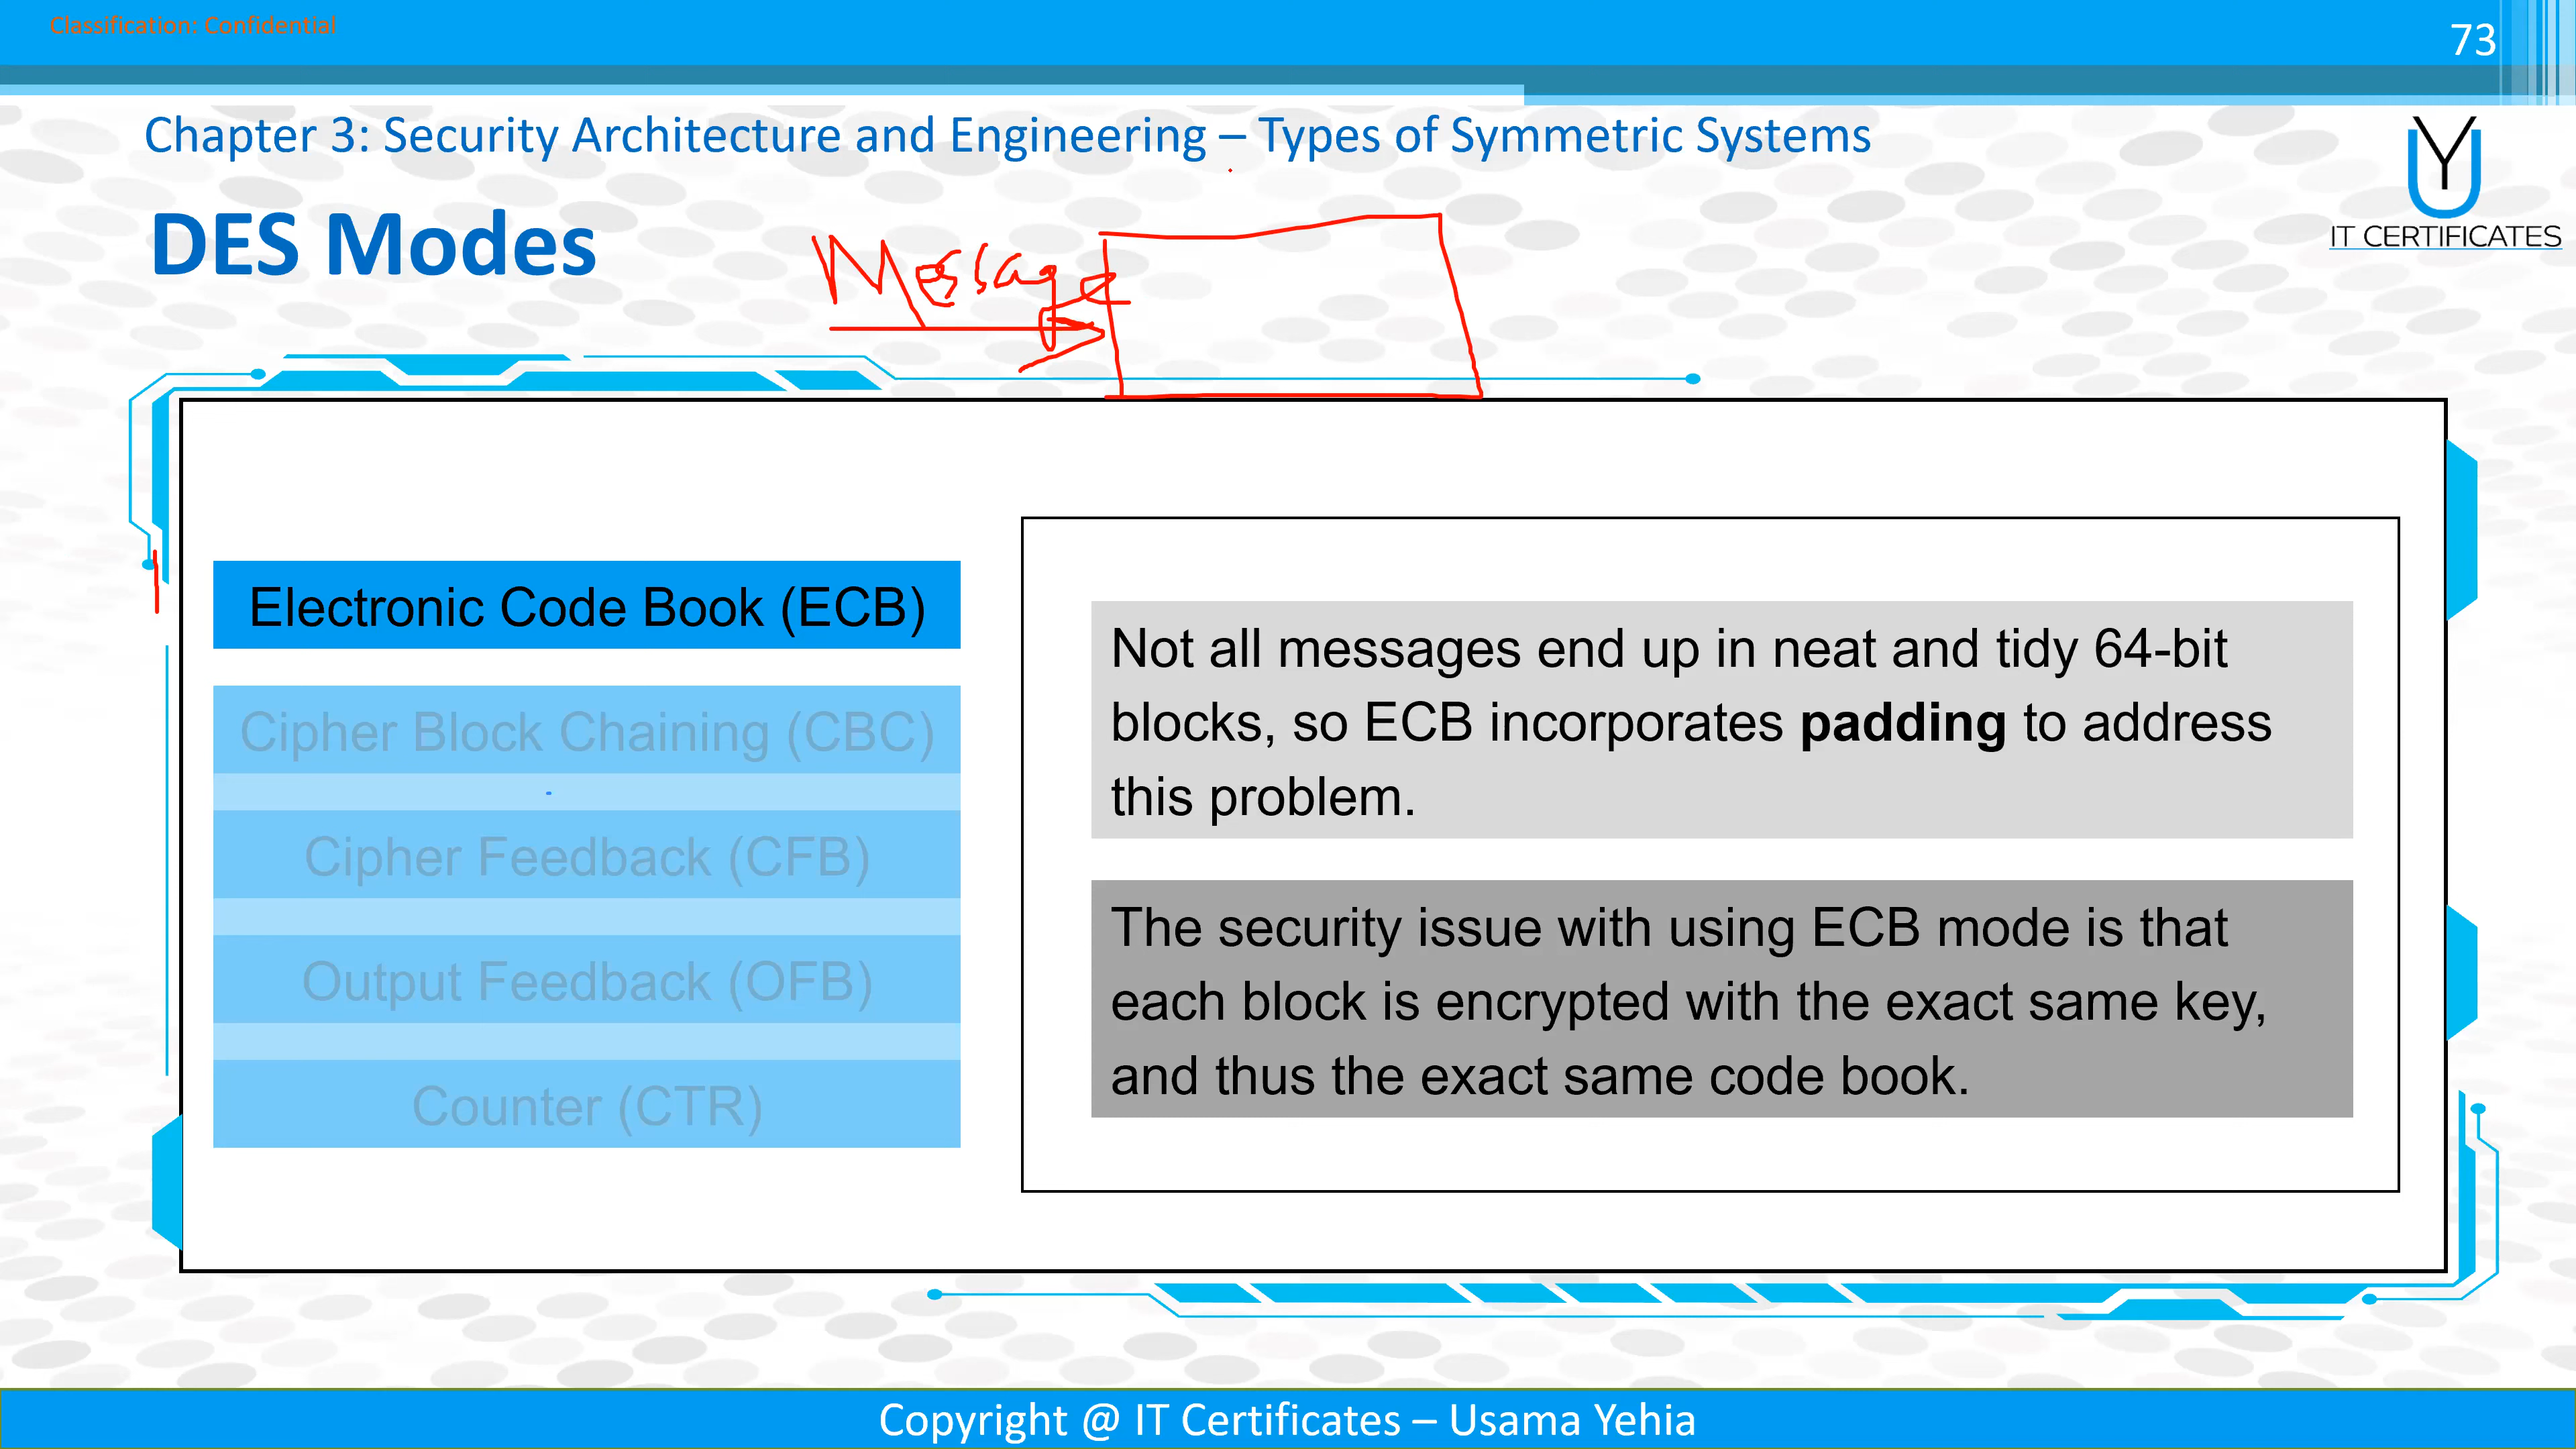 Classification: Confidential
73
Chapter 3: Security Architecture and Engineering – Types of Symmetric Systems
UY
IT CERTIFICATES
DES Modes
Message
Electronic Code Book (ECB)
Cipher Block Chaining (CBC)
Cipher Feedback (CFB)
Output Feedback (OFB)
Counter (CTR)
Not all messages end up in neat and tidy 64-bit
blocks, so ECB incorporates padding to address
this problem.
The security issue with using ECB mode is that
each block is encrypted with the exact same key,
and thus the exact same code book.
Copyright @ IT Certificates – Usama Yehia